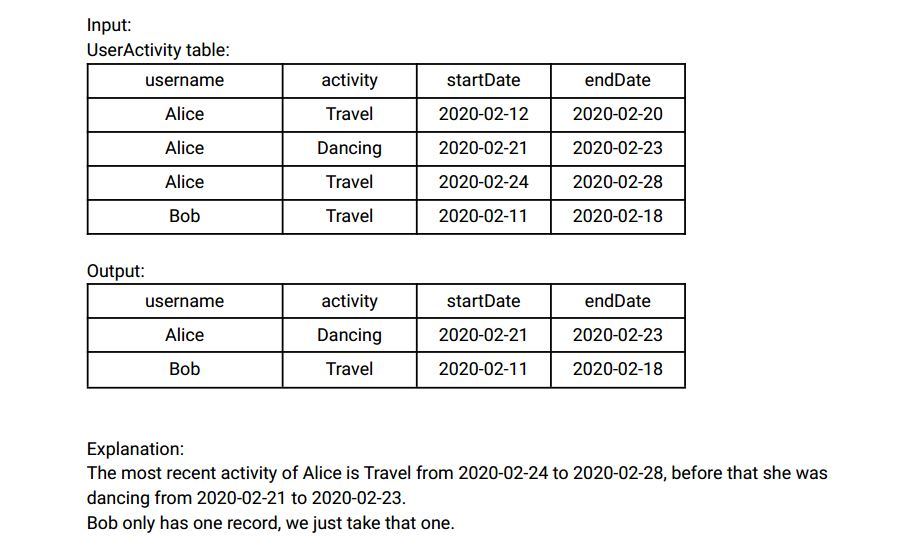 Input:
UserActivity table:
username activity startDate endDate
Alice Travel 2020-02-12 2020-02-20
Alice Dancing 2020-02-21 2020-02-23
Alice Travel 2020-02-24 2020-02-28
Bob Travel 2020-02-11 2020-02-18
Output:
username activity startDate endDate
Alice Dancing 2020-02-21 2020-02-23
Bob Travel 2020-02-11 2020-02-18
Explanation:
The most recent activity of Alice is Travel from 2020-02-24 to 2020-02-28, before that she was
dancing from 2020-02-21 to 2020-02-23.
Bob only has one record, we just take that one.